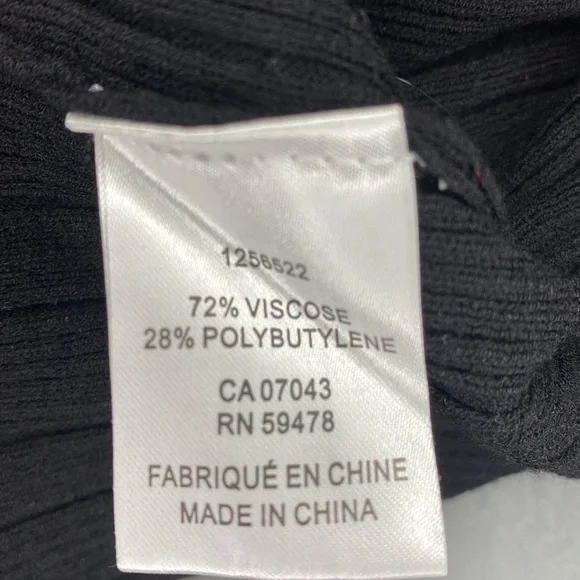 1256522
72% VISCOSE
28% POLYBUTYLENE
CA 07043
RN 59478
FABRIQUÉ EN CHINE
MADE IN CHINA